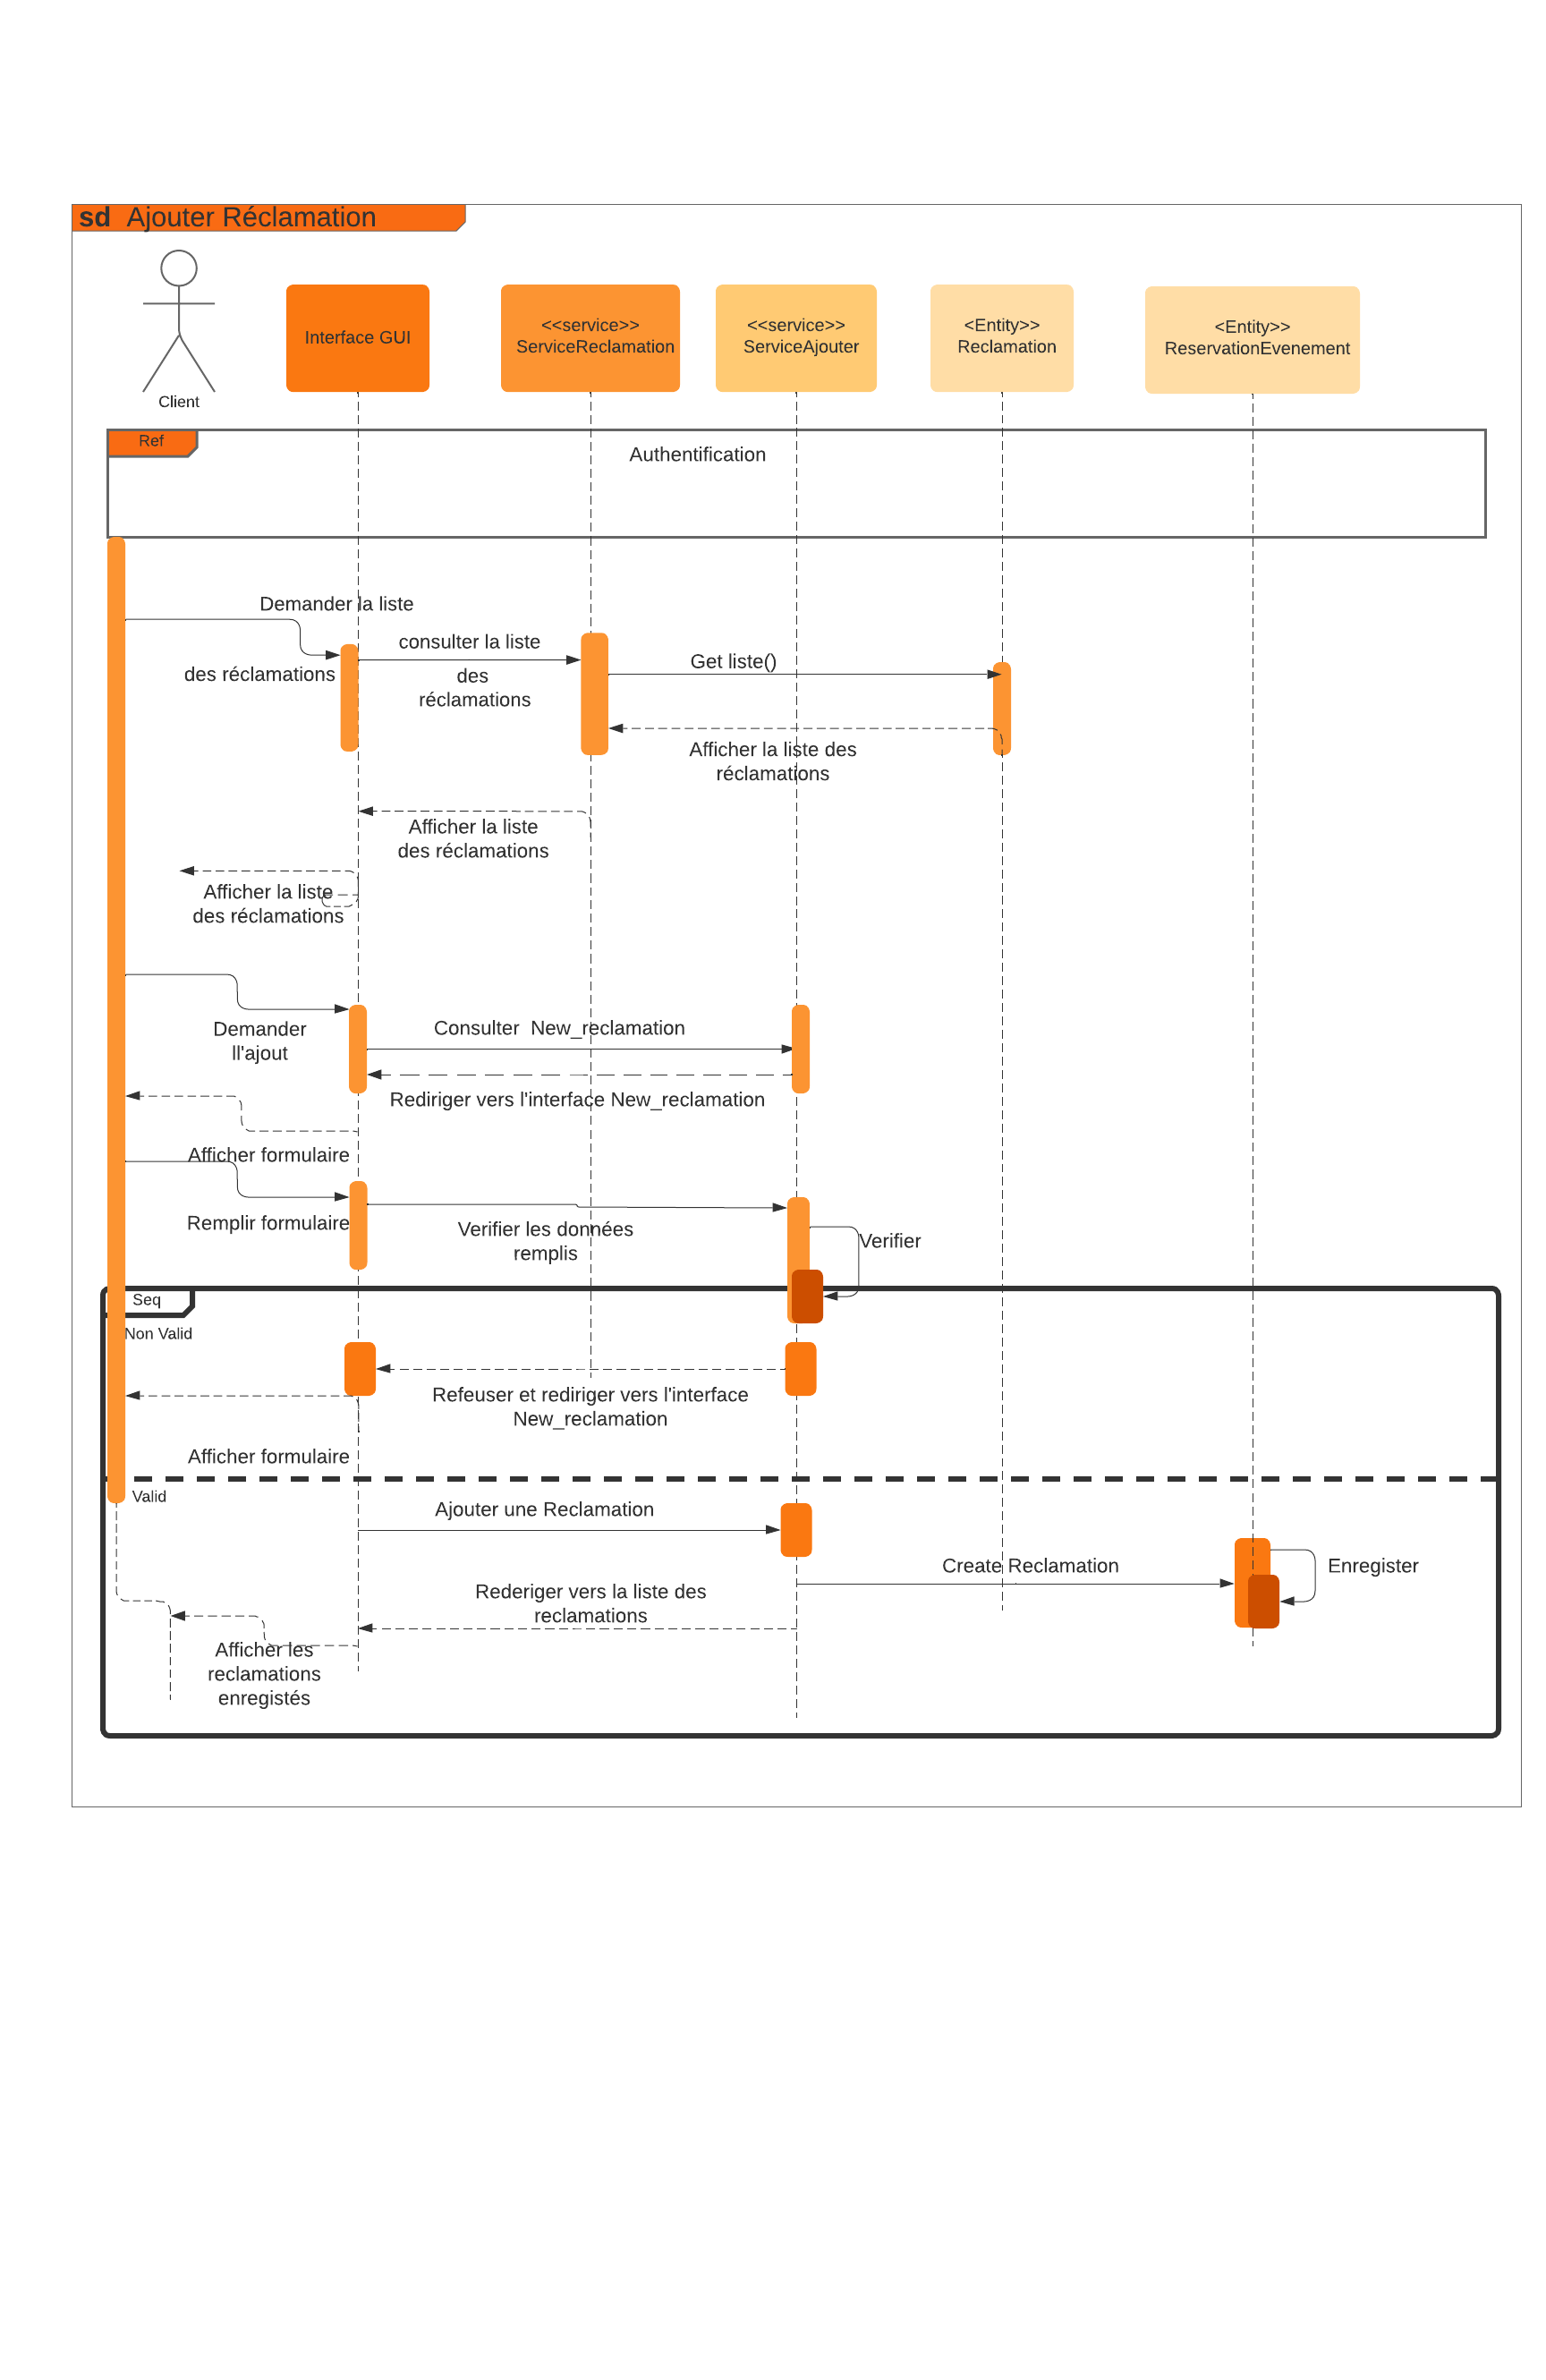 sd Ajouter Réclamation
Client
Interface GUI
<<service>>
ServiceReclamation
<<service>>
ServiceAjouter
<Entity>>
Reclamation
<Entity>>
ReservationEvenement
Ref
Authentification
Demander la liste
des réclamations
consulter la liste
des
réclamations
Get liste()
Afficher la liste des
réclamations
Afficher la liste
des réclamations
Afficher la liste
des réclamations
Demander
ll'ajout
Consulter New_reclamation
Rediriger vers l'interface New_reclamation
Afficher formulaire
Remplir formulaire
Verifier les données
remplis
Verifier
Seq
Non Valid
Refeuser et rediriger vers l'interface
New_reclamation
Afficher formulaire
Valid
Ajouter une Reclamation
Create Reclamation
Enregister
Rederiger vers la liste des
reclamations
Afficher les
reclamations
enregistés